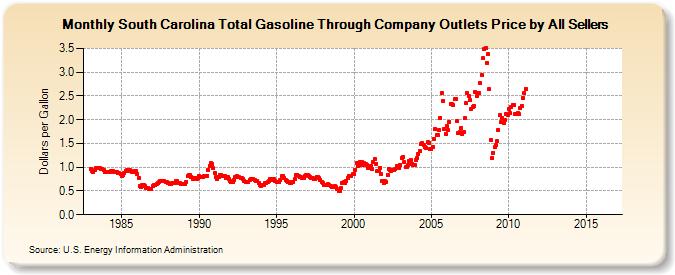 Monthly South Carolina Total Gasoline Through Company Outlets Price by All Sellers
Dollars per Gallon
3.5
3.0
2.5
2.0
1.5
1.0
0.5
0.0
1985 1990 1995 2000 2005 2010 2015
Source: U.S. Energy Information Administration